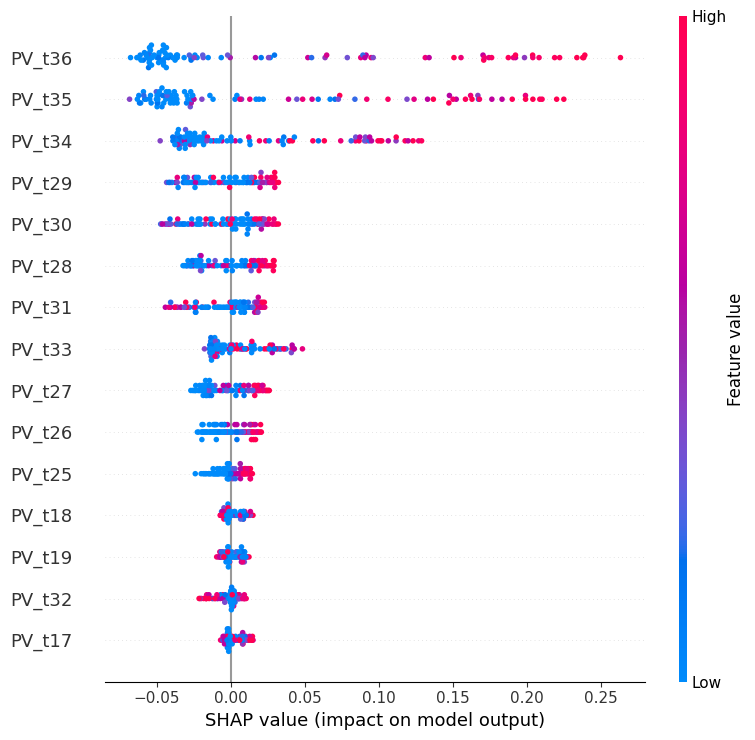 High
PV_t36
PV_t35
PV_t34
PV_t29
PV_t30
PV_t28
PV_t31
PV_t33
PV_t27
PV_t26
PV_t25
PV_t18
PV_t19
PV_t32
PV_t17
Feature value
Low
−0.05 0.00 0.05 0.10 0.15 0.20 0.25
SHAP value (impact on model output)